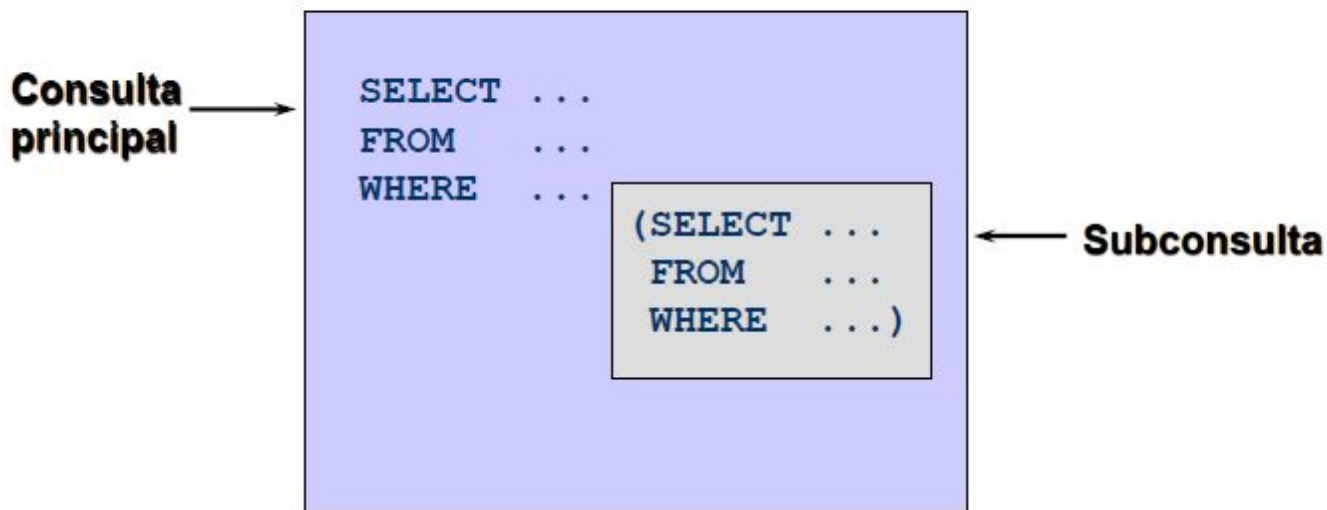 Consulta
principal
SELECT ...
FROM ...
WHERE ...
(SELECT ...
FROM ...
WHERE ...)
Subconsulta